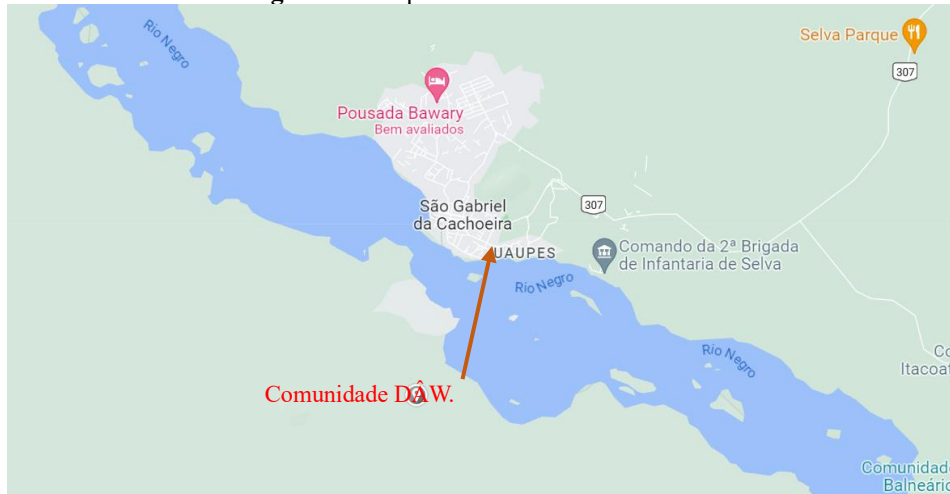 Rio Negro
Selva Parque
307
Pousada Bawary
Bem avaliados
São Gabriel
da Cachoeira
307
UAUPES
Comando da 2ª Brigada
de Infantaria de Selva
Rio Negro
Rio Negro
Itacoat
Comunidade DÂW.
Comunidade
Balneário